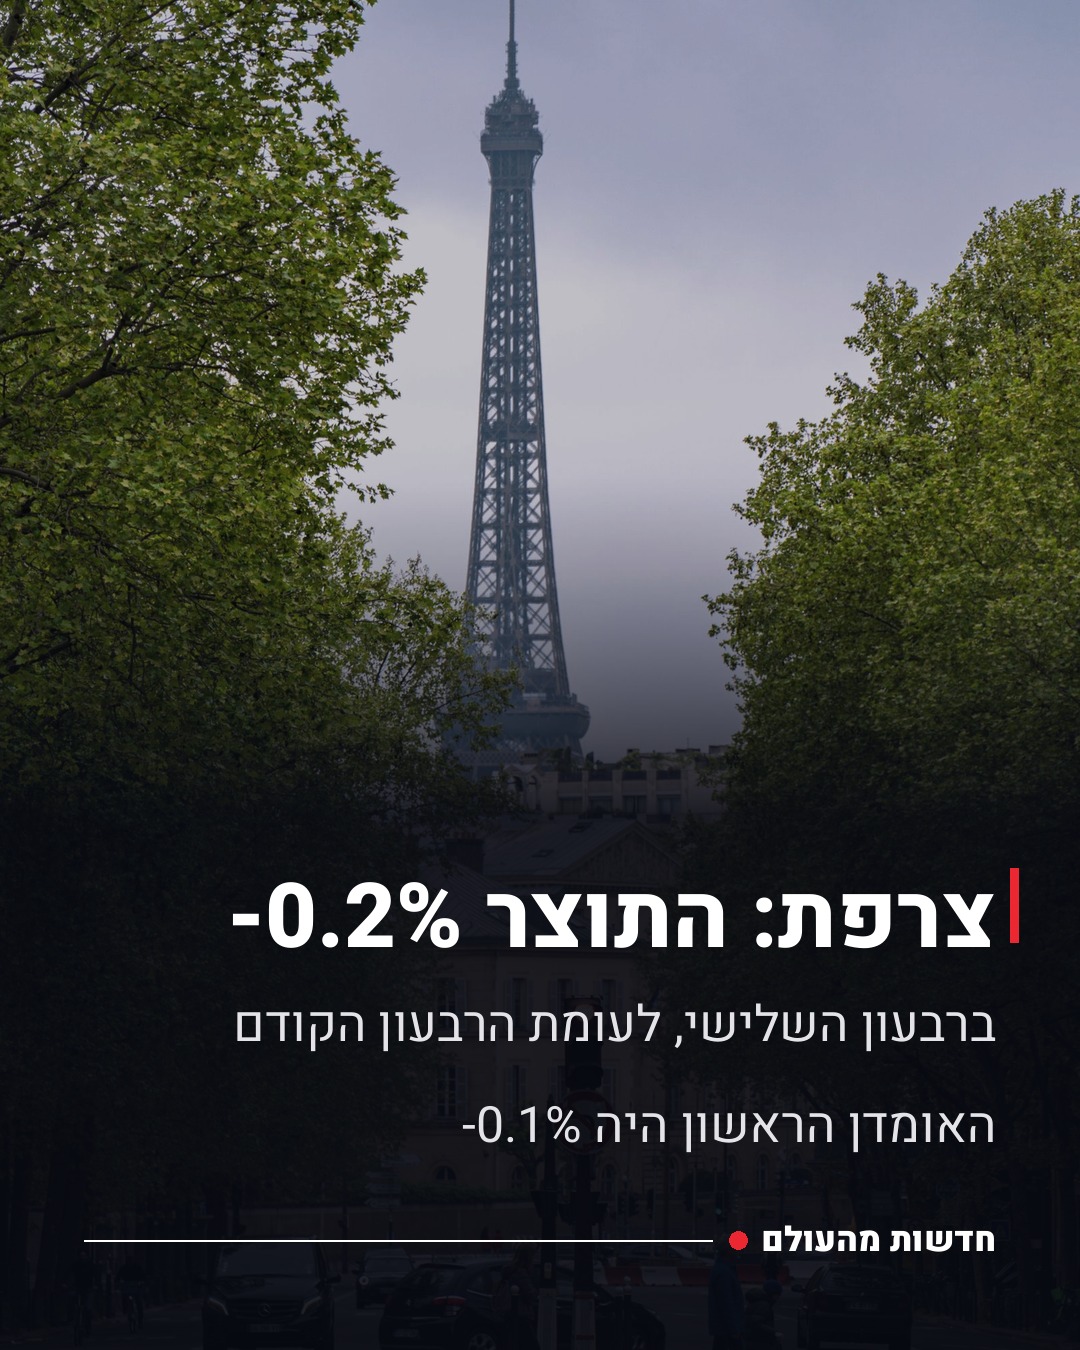 צרפת: התוצר -0.2%
ברבעון השלישי, לעומת הרבעון הקודם
האומדן הראשון היה -0.1%
חדשות מהעולם